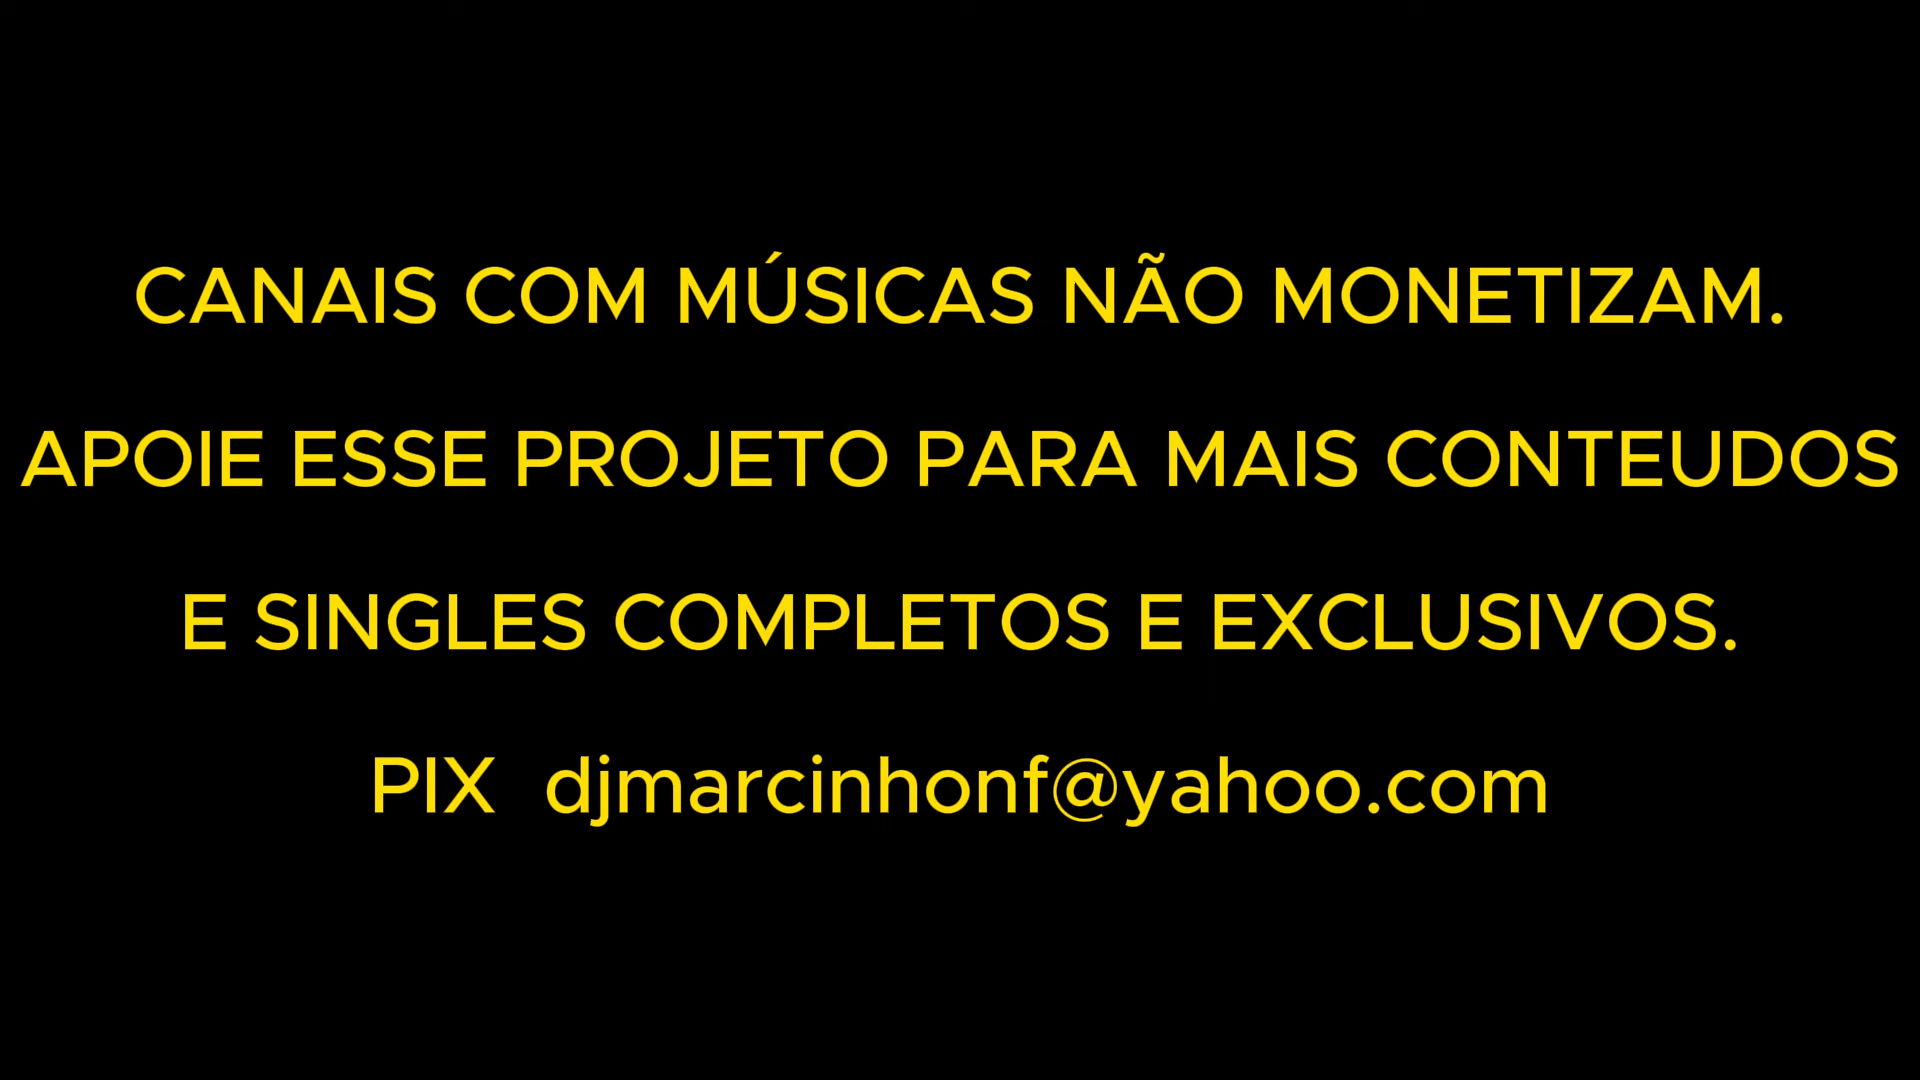 CANAIS COM MÚSICAS NÃO MONETIZAM.
APOIE ESSE PROJETO PARA MAIS CONTEUDOS
E SINGLES COMPLETOS E EXCLUSIVOS.
PIX djmarcinhonf@yahoo.com